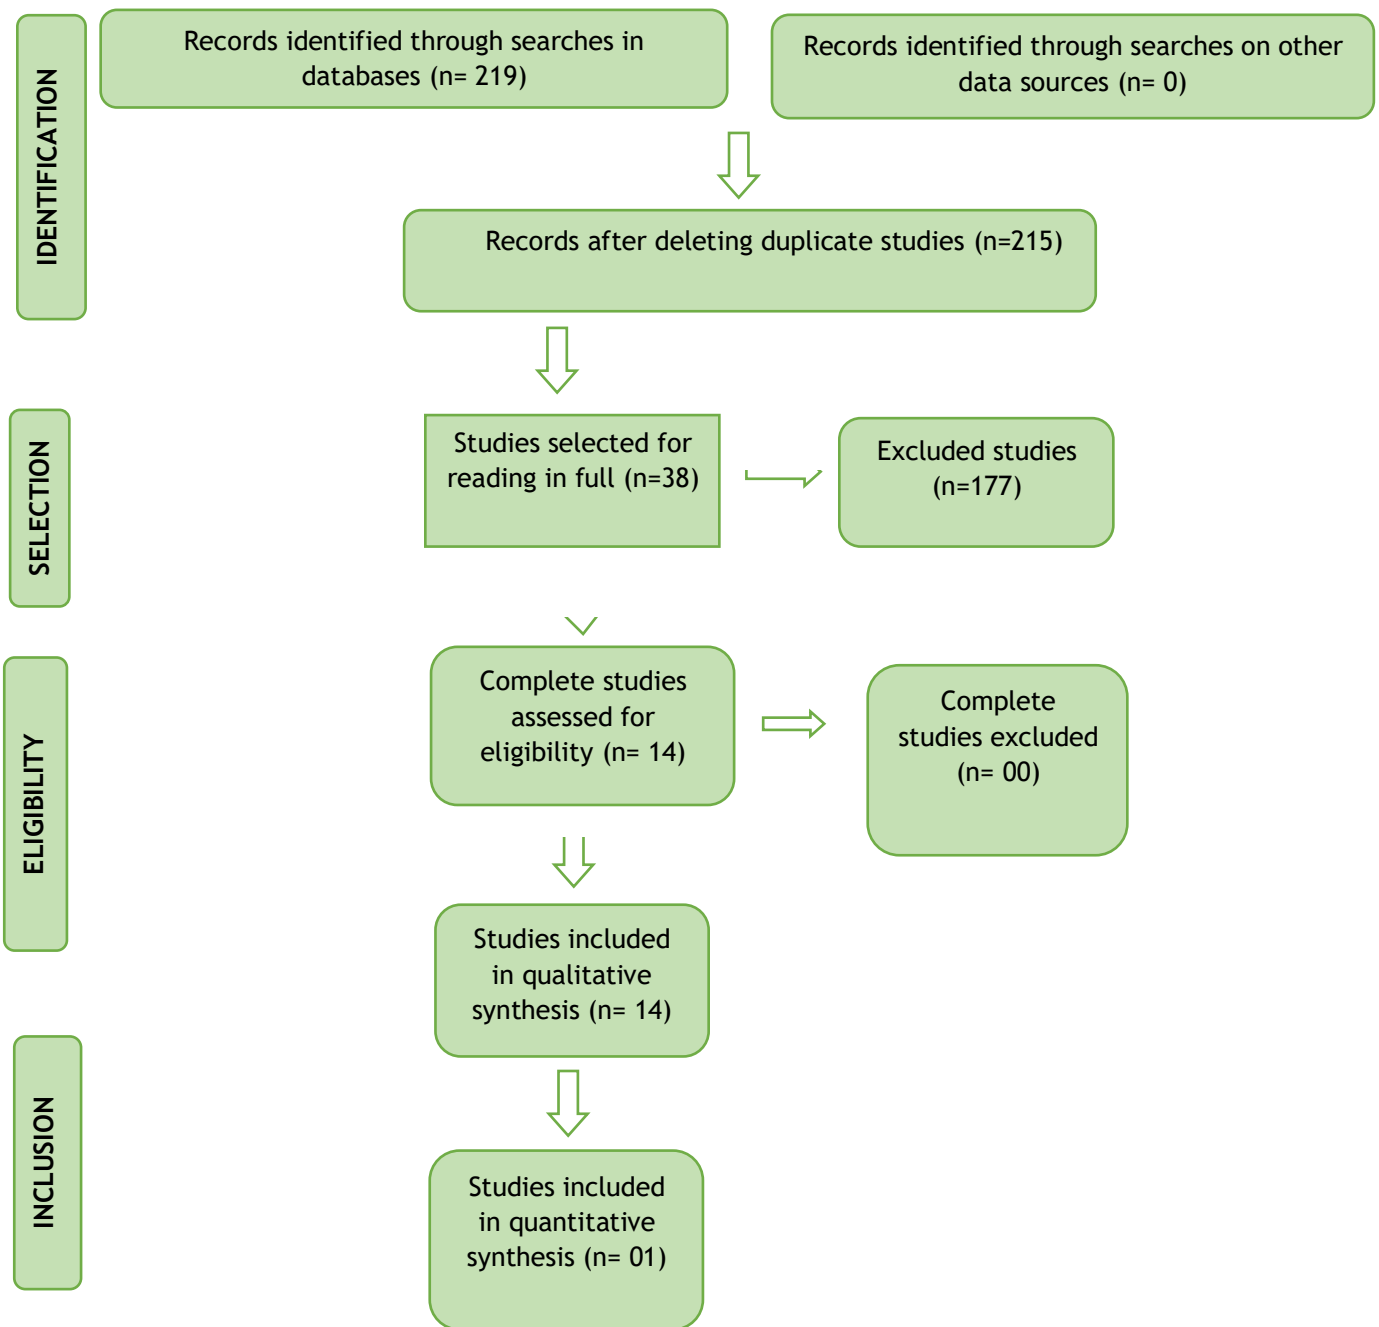 IDENTIFICATION
Records identified through searches in
databases (n= 219)
Records identified through searches on other
data sources (n= 0)
Records after deleting duplicate studies (n=215)
SELECTION
Studies selected for
reading in full (n=38)
Excluded studies
(n=177)
ELIGIBILITY
Complete studies
assessed for
eligibility (n= 14)
Complete
studies excluded
(n= 00)
Studies included
in qualitative
synthesis (n= 14)
INCLUSION
Studies included
in quantitative
synthesis (n= 01)